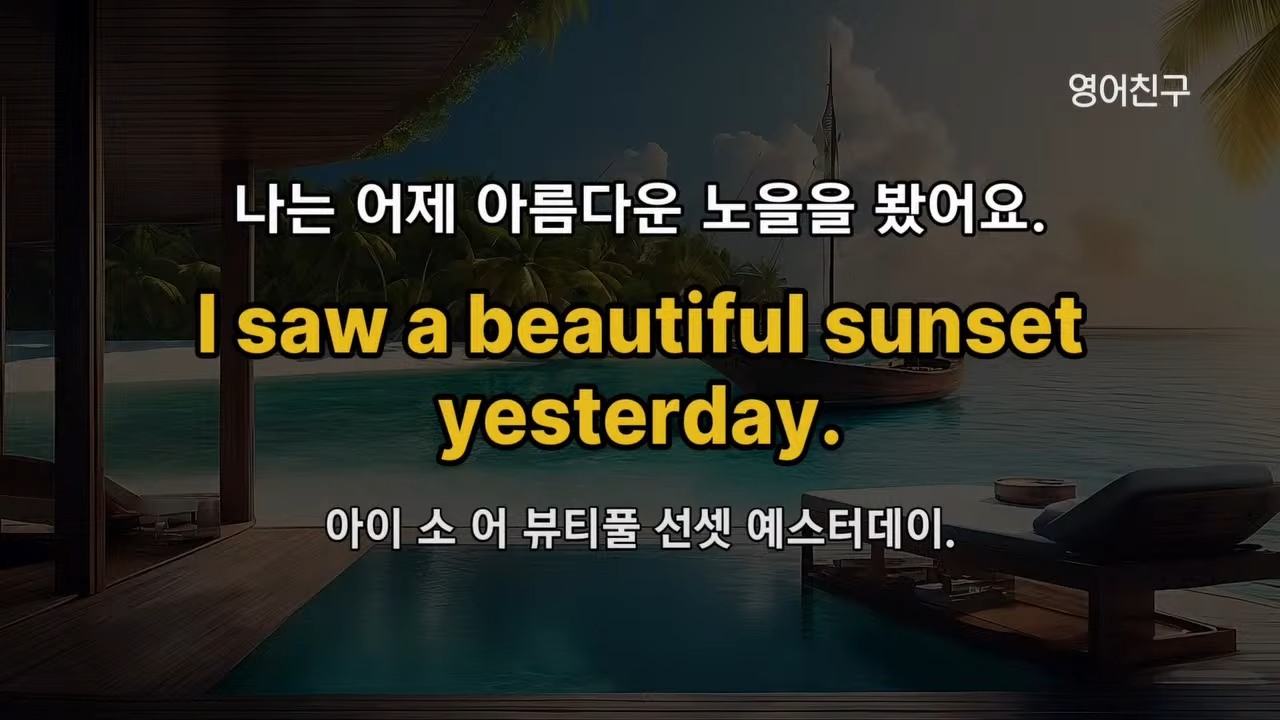 영어친구
나는 어제 아름다운 노을을 봤어요.
I saw a beautiful sunset
yesterday.
아이 소 어 뷰티풀 선셋 예스터데이.